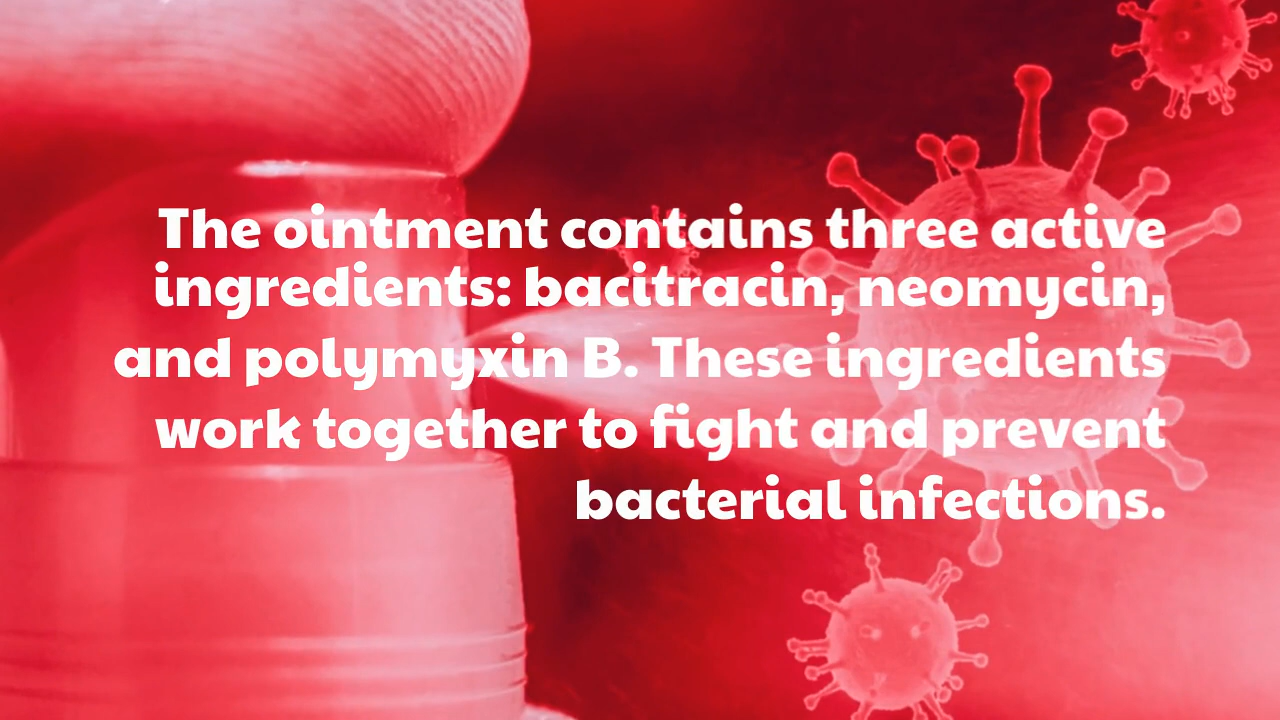 The ointment contains three active
ingredients: bacitracin, neomycin,
and polymyxin B. These ingredients
work together to fight and prevent
bacterial infections.